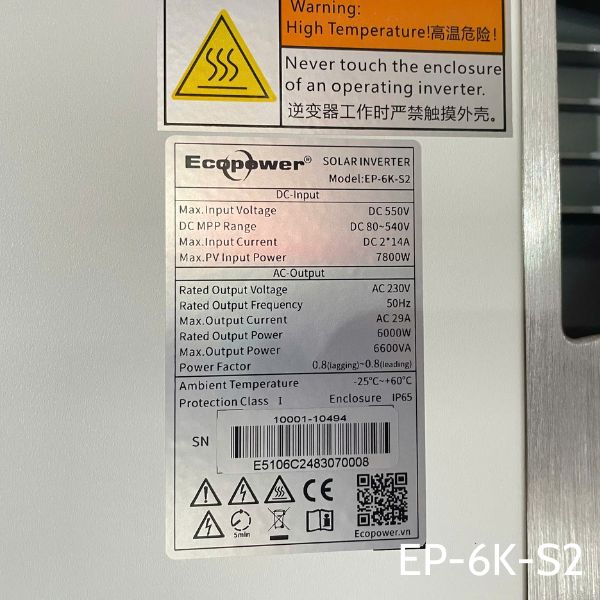 Warning:
High Temperature!高温危险!
Never touch the enclosure
of an operating inverter.
逆变器工作时严禁触摸外壳。
Ecopower® SOLAR INVERTER
Model:EP-6K-S2
DC-Input
Max.Input Voltage DC 550V
DC MPP Range DC 80~540V
Max.Input Current DC 2*14A
Max.PV Input Power 7800W
AC-Output
Rated Output Voltage AC 230V
Rated Output Frequency 50Hz
Max.Output Current AC 29A
Rated Output Power 6000W
Max.Output Power 6600VA
Power Factor 0.8(lagging)~0.8(leading)
Ambient Temperature -25°C~+60°C
Protection Class I Enclosure IP65
10001-10494
SN
E5106C2483070008
CE
5min
Ecopower.vn
EP-6K-S2